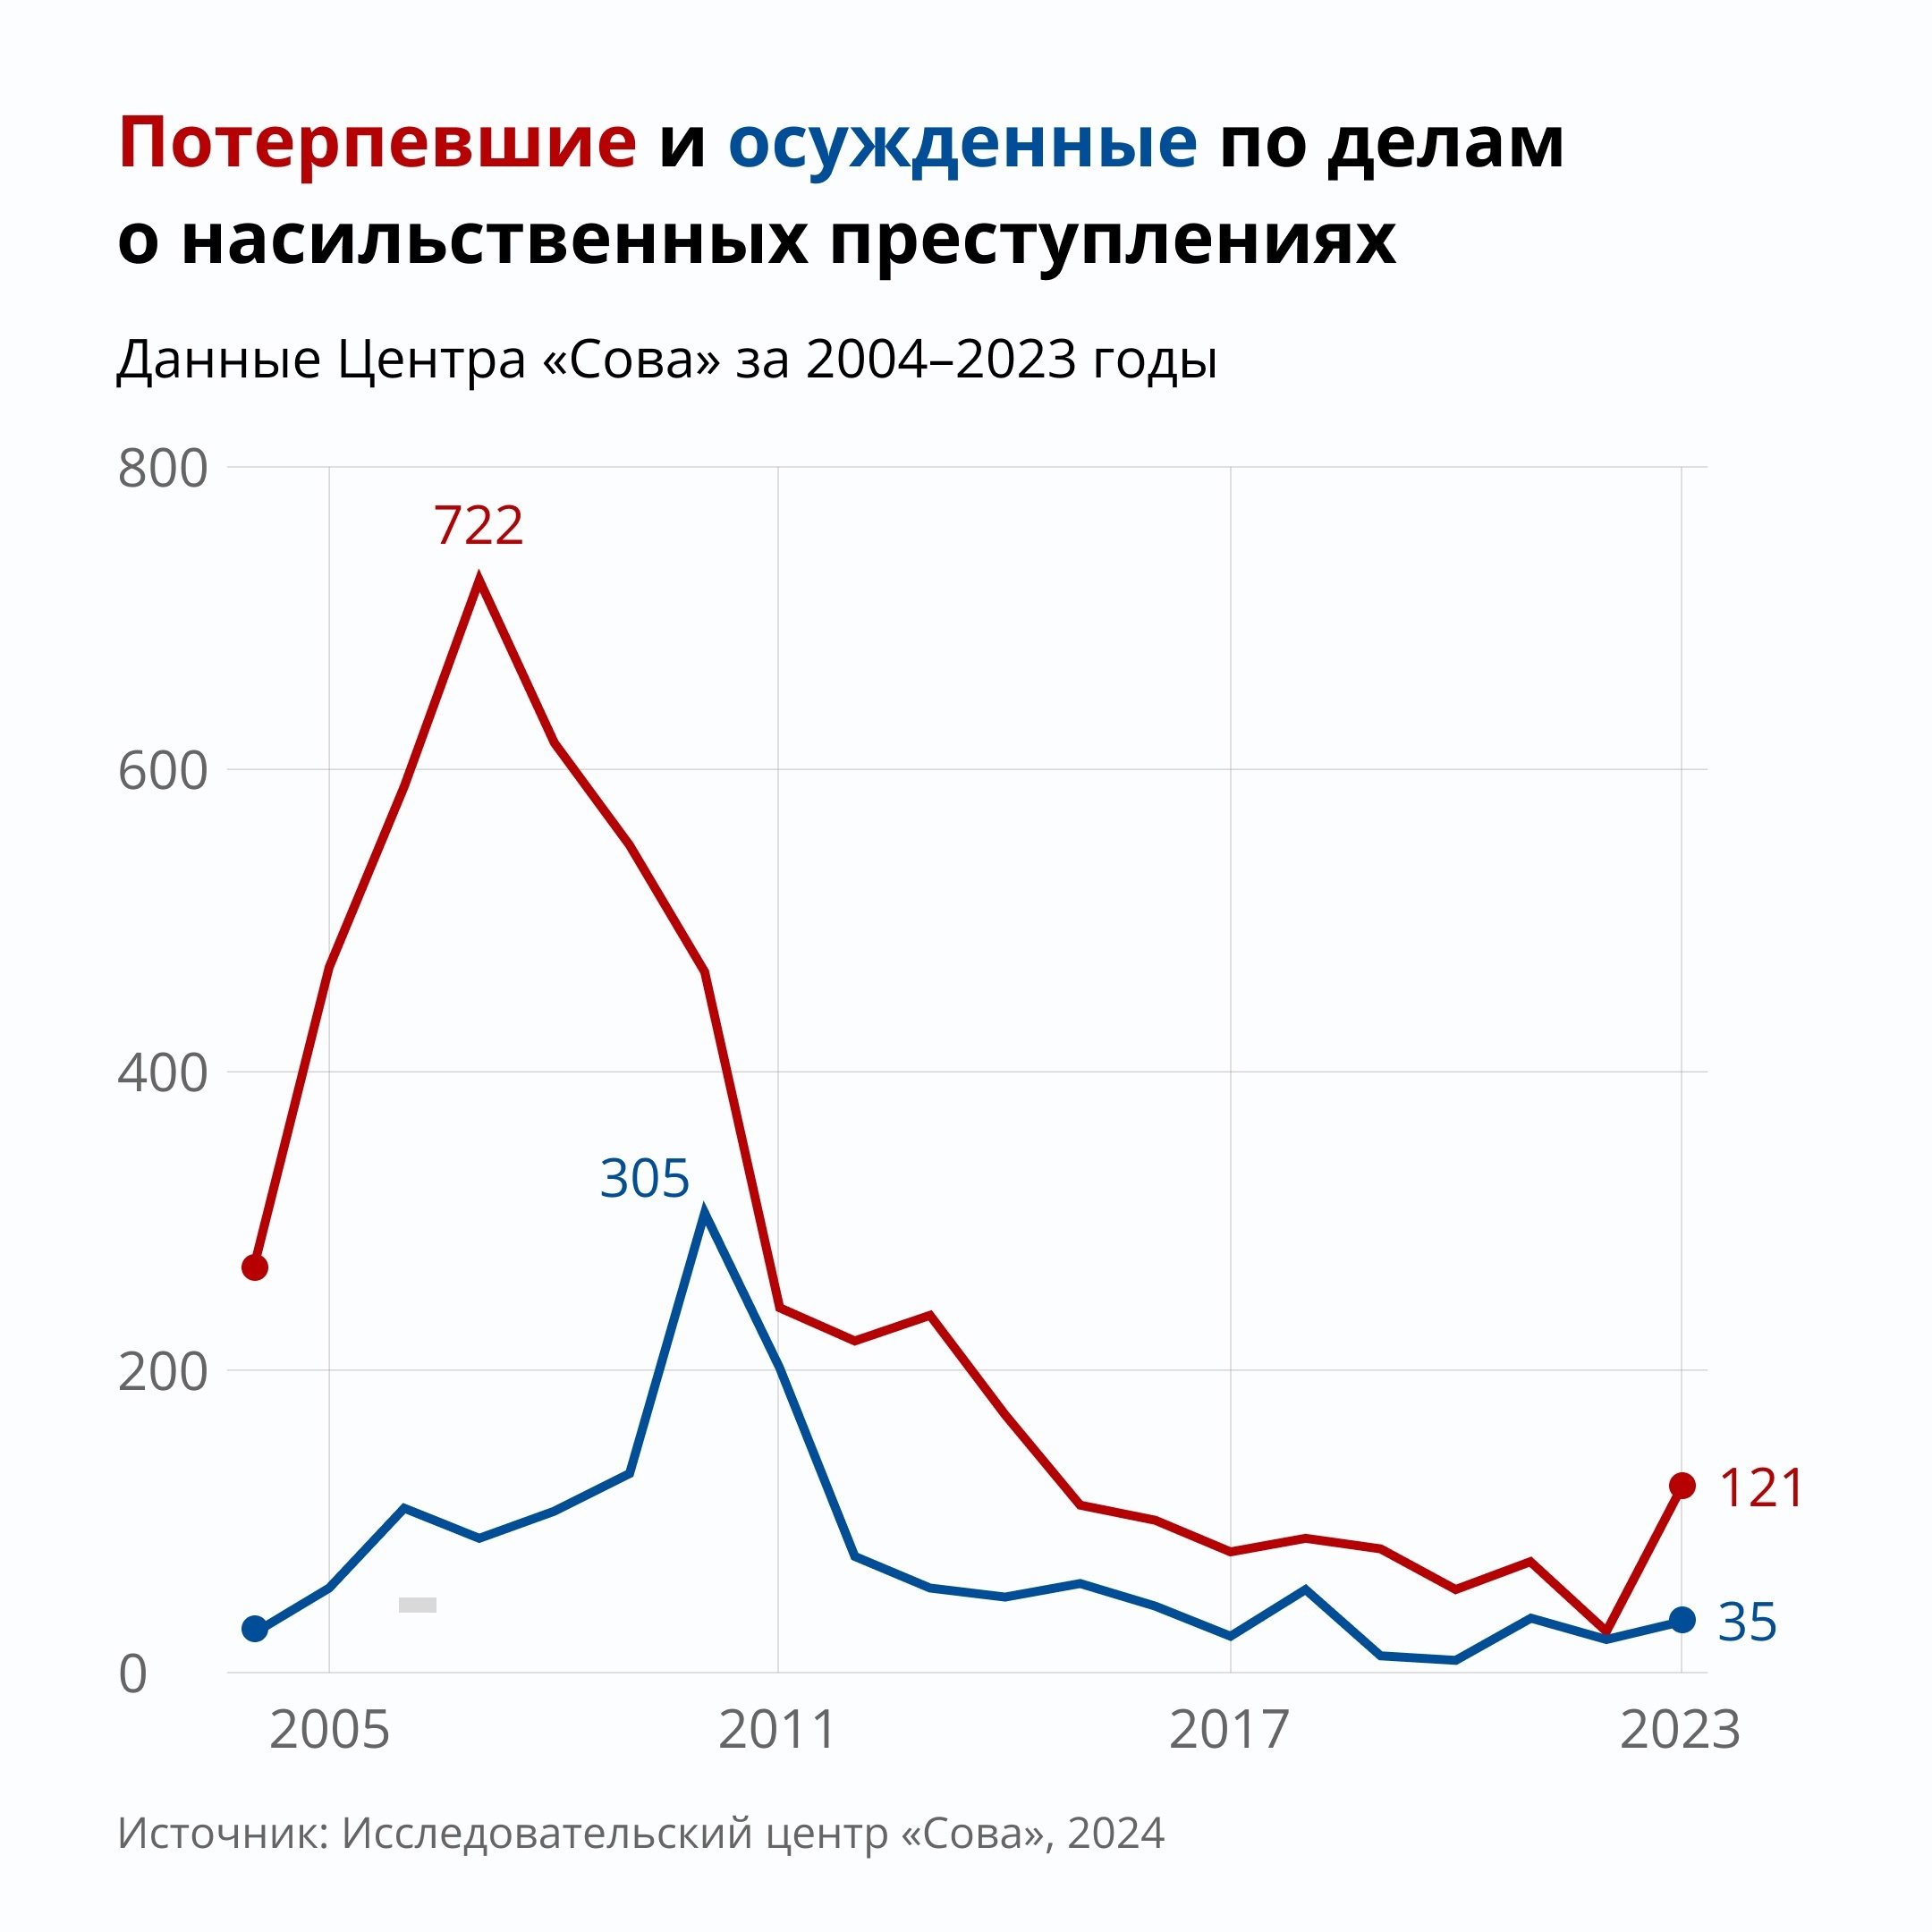 Потерпевшие и осужденные по делам
о насильственных преступлениях
Данные Центра «Сова» за 2004–2023 годы
800
722
600
400
305
200
121
35
0
2005 2011 2017 2023
Источник: Исследовательский центр «Сова», 2024